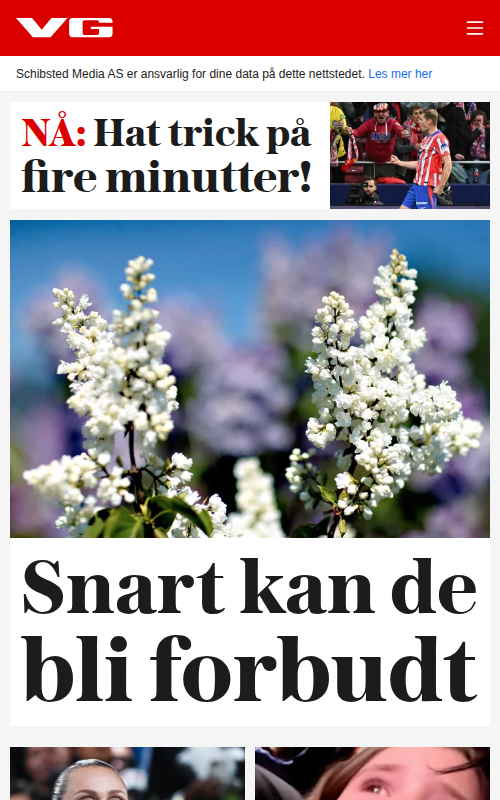 VG
Schibsted Media AS er ansvarlig for dine data på dette nettstedet. Les mer her
NÅ: Hat trick på
fire minutter!
Snart kan de
bli forbudt